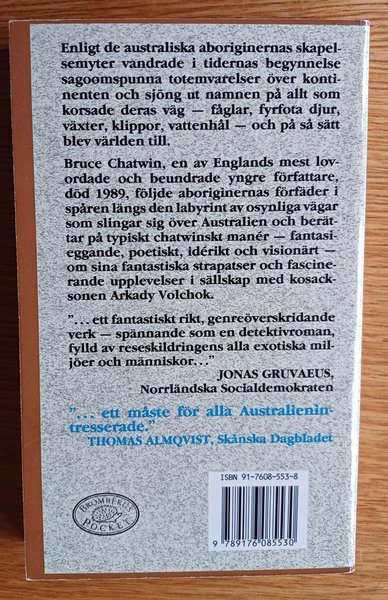 Enligt de australiska aboriginernas skapel-
semyter vandrade i tidernas begynnelse
sagoomspunna totemvarelser över konti-
nenten och sjöng ut namnen på allt som
korsade deras väg — fåglar, fyrfota djur,
växter, klippor, vattenhål — och på så sätt
blev världen till.
Bruce Chatwin, en av Englands mest lov-
ordade och beundrade yngre författare,
död 1989, följde aboriginernas förfäder i
spåren längs den labyrint av osynliga vägar
som slingar sig över Australien och berät-
tar på typiskt chatwinskt manér — fantasi-
eggande, poetiskt, idérikt och visionärt —
om sina fantastiska strapatser och fascine-
rande upplevelser i sällskap med kosack-
sonen Arkady Volchok.
"... ett fantastiskt rikt, genreöverskridande
verk — spännande som en detektivroman,
fylld av reseskildringens alla exotiska mil-
jöer och människor..."
JONAS GRUVAEUS,
Norrländska Socialdemokraten
"... ett måste för alla Australienin-
tresserade."
THOMAS ALMQVIST, Skånska Dagbladet
ISBN 91-7608-553-8
9 789176 085530
BROMBERGS
POCKET